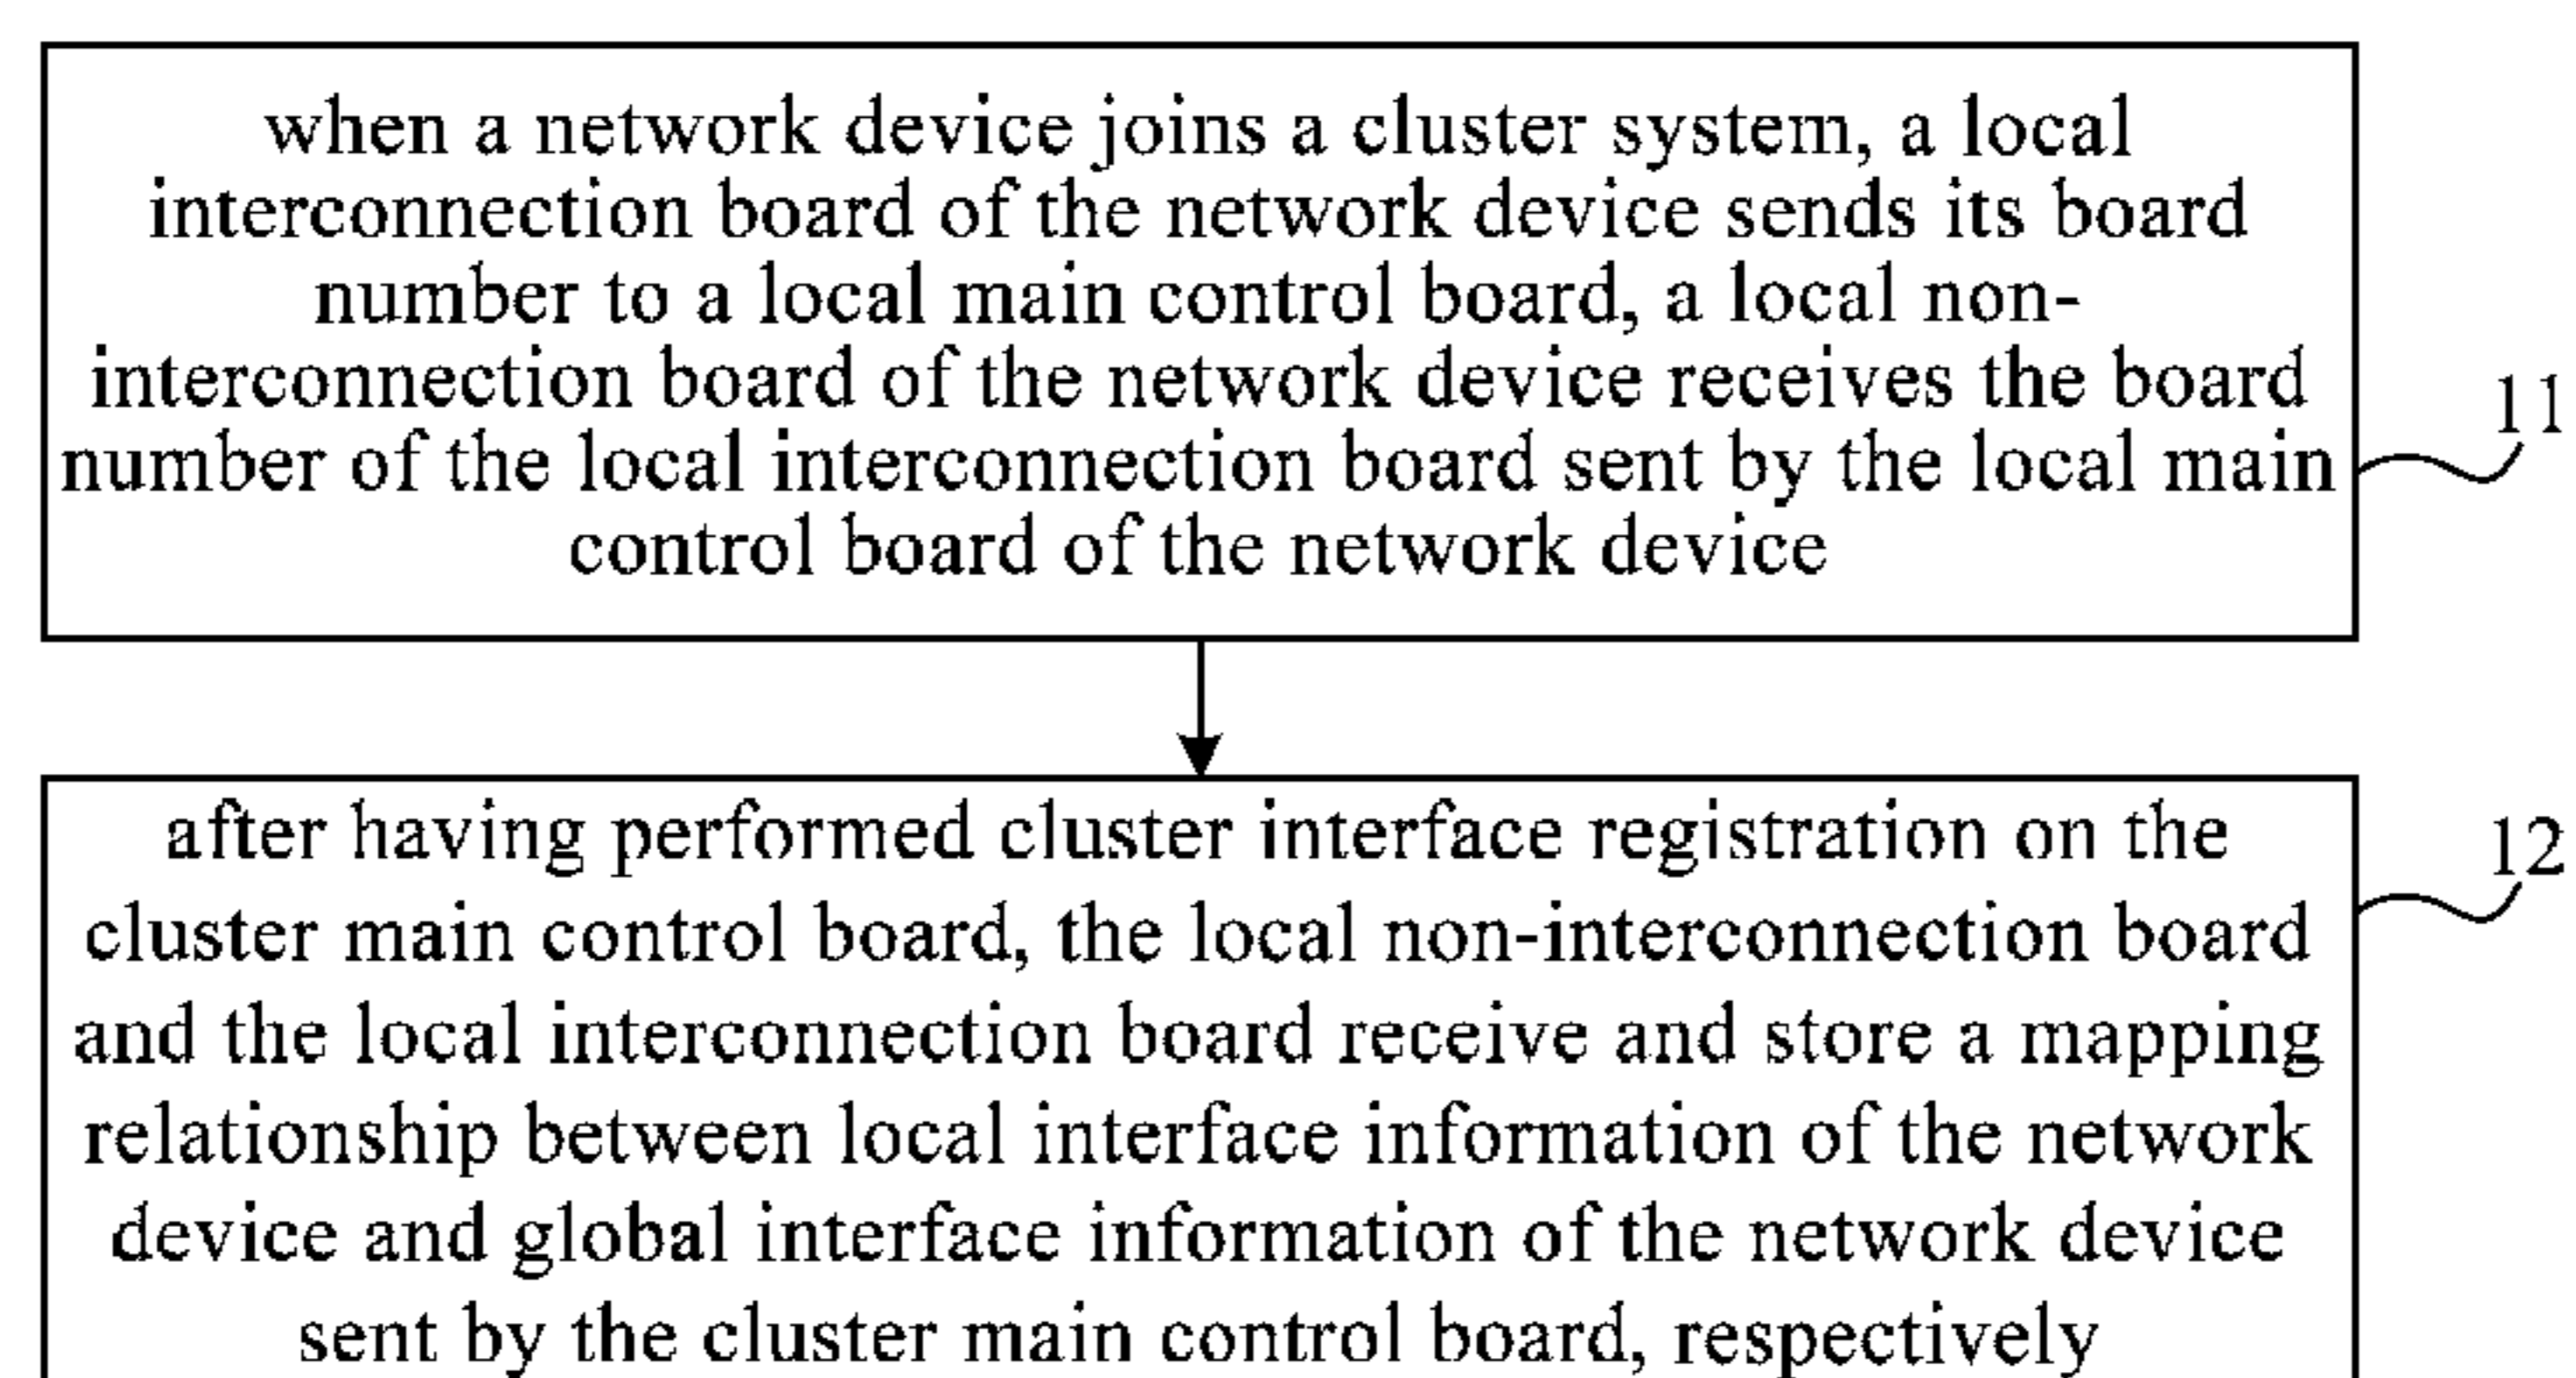 when a network device joins a cluster system, a local
interconnection board of the network device sends its board
number to a local main control board, a local non-
interconnection board of the network device receives the board
number of the local interconnection board sent by the local main
control board of the network device
11
after having performed cluster interface registration on the
cluster main control board, the local non-interconnection board
and the local interconnection board receive and store a mapping
relationship between local interface information of the network
device and global interface information of the network device
sent by the cluster main control board, respectively
12